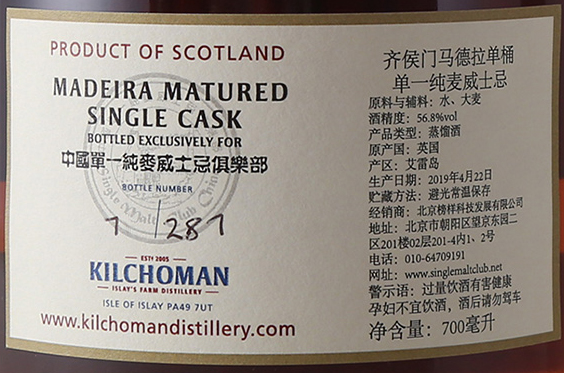 PRODUCT OF SCOTLAND
MADEIRA MATURED
SINGLE CASK
BOTTLED EXCLUSIVELY FOR
中國單一純麥威士忌俱樂部
Single Malt Club China
BOTTLE NUMBER
1 281
ESTD 2005
KILCHOMAN
ISLAY'S FARM DISTILLERY
ISLE OF ISLAY PA49 7UT
www.kilchomandistillery.com
齐侯门马德拉单桶
单一纯麦威士忌
原料与辅料：水、大麦
酒精度：56.8%vol
产品类型：蒸馏酒
原产国：英国
产区：艾雷岛
生产日期：2019年4月22日
贮藏方法：避光常温保存
经销商：北京榜样科技发展有限公司
地址：北京市朝阳区望京东园二
区201楼02层201-4内1、2号
电话：010-64709191
网址：www.singlemaltclub.net
警示语：过量饮酒有害健康
孕妇不宜饮酒，酒后请勿驾车
净含量：700毫升